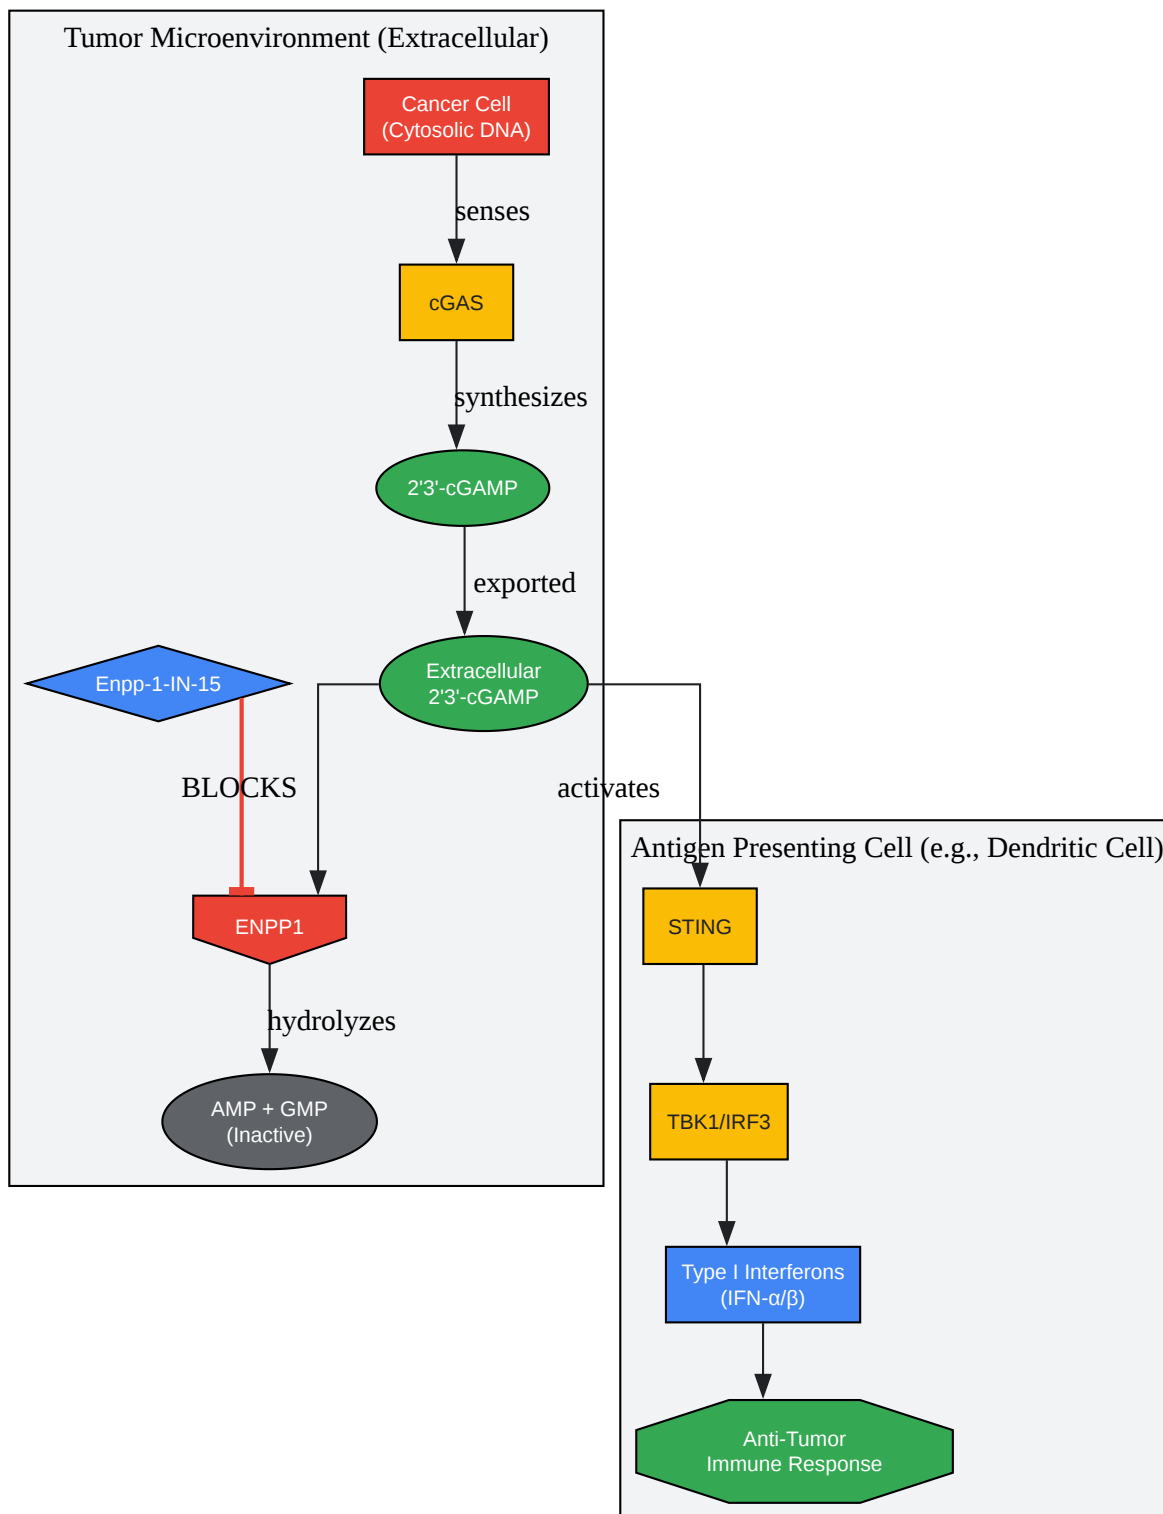 Tumor Microenvironment (Extracellular)
Cancer Cell
(Cytosolic DNA)
senses
cGAS
synthesizes
2'3'-cGAMP
exported
Enpp-1-IN-15
Extracellular
2'3'-cGAMP
BLOCKS
activates
Antigen Presenting Cell (e.g., Dendritic Cell)
ENPP1
STING
hydrolyzes
AMP + GMP
(Inactive)
TBK1/IRF3
Type I Interferons
(IFN-α/β)
Anti-Tumor
Immune Response